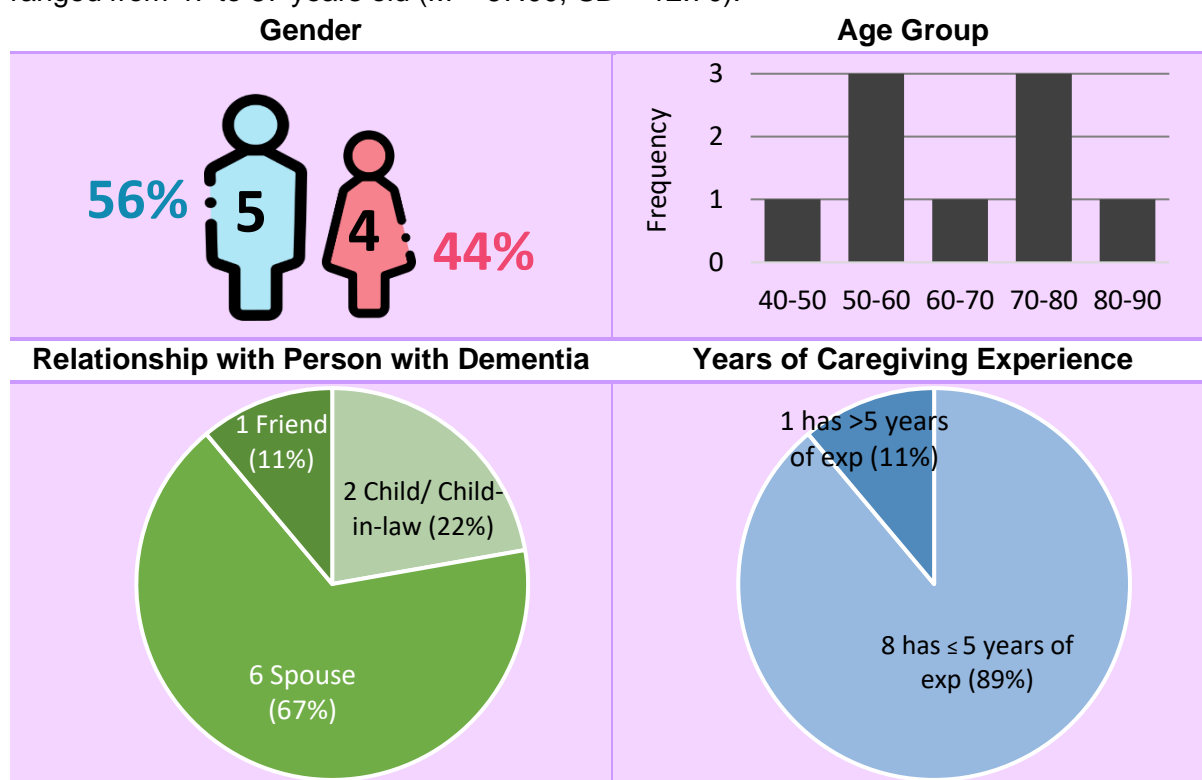 Gender
Age Group
56%
5
4
44%
Frequency
3
2
1
0
40-50 50-60 60-70 70-80 80-90
Relationship with Person with Dementia
Years of Caregiving Experience
1 Friend
(11%)
2 Child/ Child-
in-law (22%)
6 Spouse
(67%)
1 has >5 years
of exp (11%)
8 has ≤ 5 years of
exp (89%)